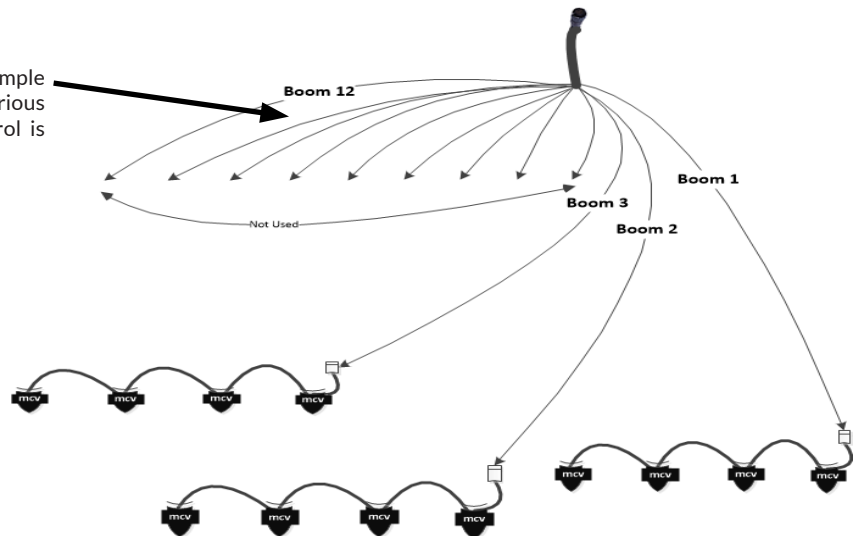 mple
rious
rol is
Boom 12
Boom 1
Boom 3
Not Used
Boom 2
mcv
mcv
mcv
mcv
mcv
mcv
mcv
mcv
mcv
mcv
mcv
mcv